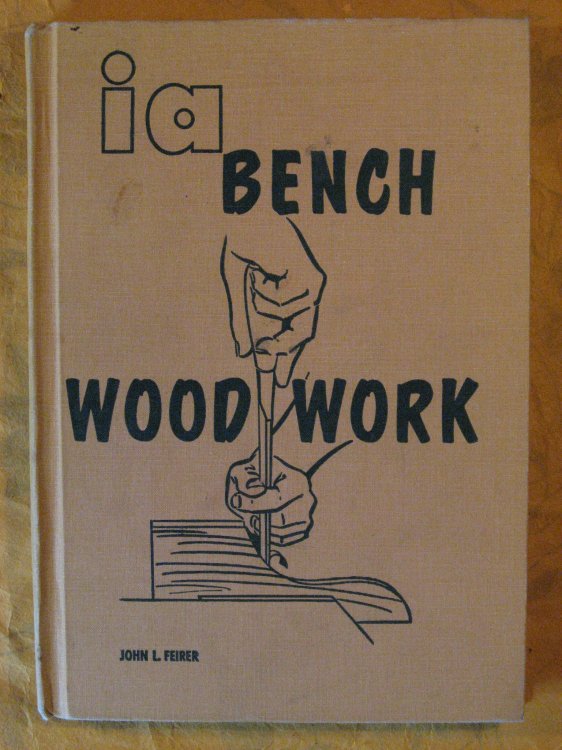 ia
BENCH
WOOD WORK
JOHN L. FEIRER